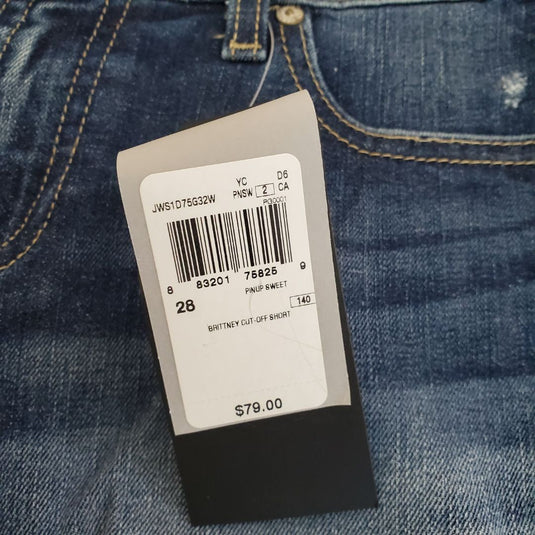 YC D6
JWS1D75G32W PNSW 2 CA
PG0001
8 83201 75825 9
28 PINUP SWEET
140
BRITTNEY CUT-OFF SHORT
$79.00